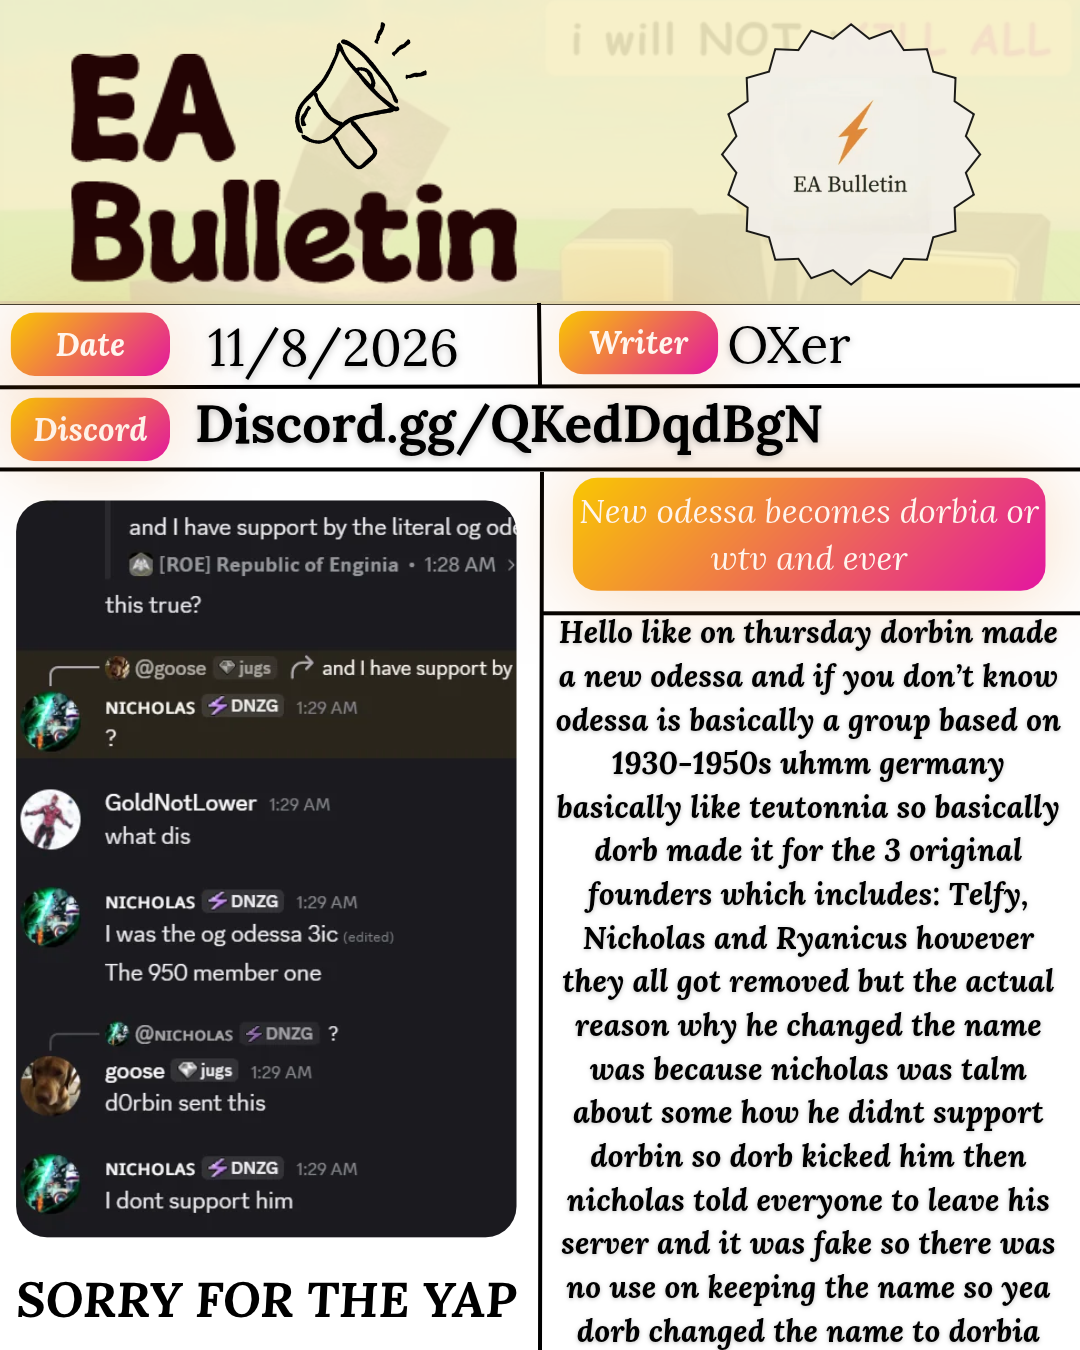 i will NOT KILL ALL
EA
Bulletin
EA Bulletin
Date
11/8/2026
Writer
OXer
Discord
Discord.gg/QKedDqdBgN
and I have support by the literal og ode
[ROE] Republic of Enginia • 1:28 AM >
this true?
@goose jugs and I have support by
NICHOLAS DNZG 1:29 AM
?
GoldNotLower 1:29 AM
what dis
NICHOLAS DNZG 1:29 AM
I was the og odessa 3ic (edited)
The 950 member one
@NICHOLAS DNZG ?
goose jugs 1:29 AM
d0rbin sent this
NICHOLAS DNZG 1:29 AM
I dont support him
SORRY FOR THE YAP
New odessa becomes dorbia or
wtv and ever
Hello like on thursday dorbin made
a new odessa and if you don’t know
odessa is basically a group based on
1930-1950s uhmm germany
basically like teutonnia so basically
dorb made it for the 3 original
founders which includes: Telfy,
Nicholas and Ryanicus however
they all got removed but the actual
reason why he changed the name
was because nicholas was talm
about some how he didnt support
dorbin so dorb kicked him then
nicholas told everyone to leave his
server and it was fake so there was
no use on keeping the name so yea
dorb changed the name to dorbia